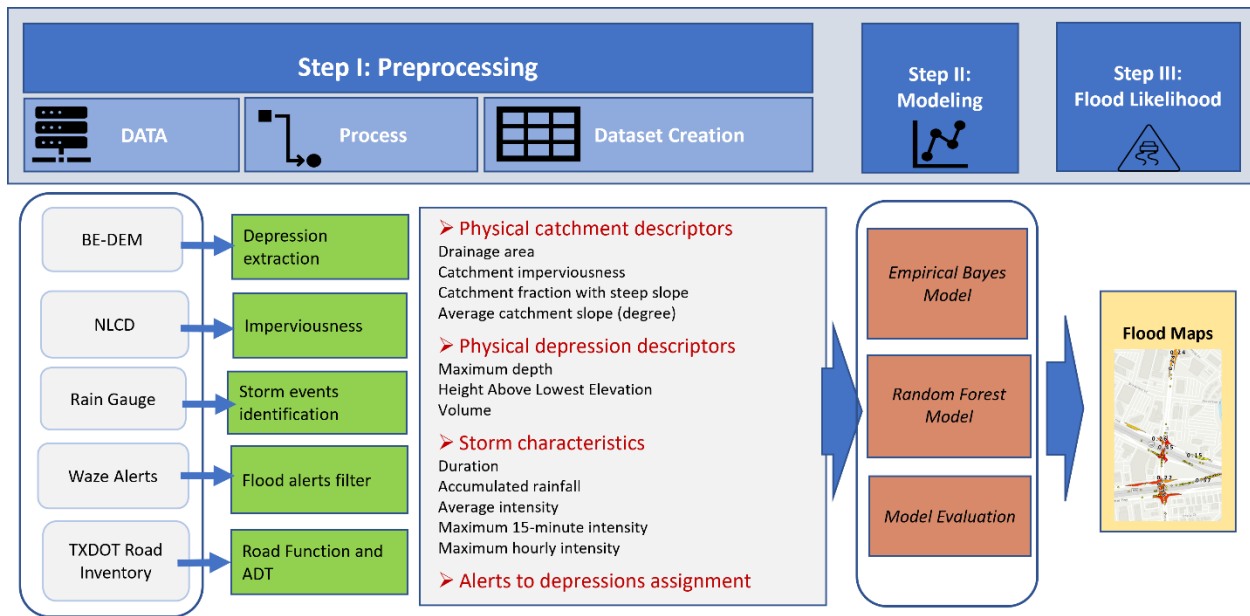 Step I: Preprocessing
Step II:
Modeling
Step III:
Flood Likelihood
DATA
Process
Dataset Creation
BE-DEM
NLCD
Rain Gauge
Waze Alerts
TXDOT Road
Inventory
Depression
extraction
Imperviousness
Storm events
identification
Flood alerts filter
Road Function and
ADT
➢ Physical catchment descriptors
Drainage area
Catchment imperviousness
Catchment fraction with steep slope
Average catchment slope (degree)
➢ Physical depression descriptors
Maximum depth
Height Above Lowest Elevation
Volume
➢ Storm characteristics
Duration
Accumulated rainfall
Average intensity
Maximum 15-minute intensity
Maximum hourly intensity
➢ Alerts to depressions assignment
Empirical Bayes
Model
Random Forest
Model
Model Evaluation
Flood Maps